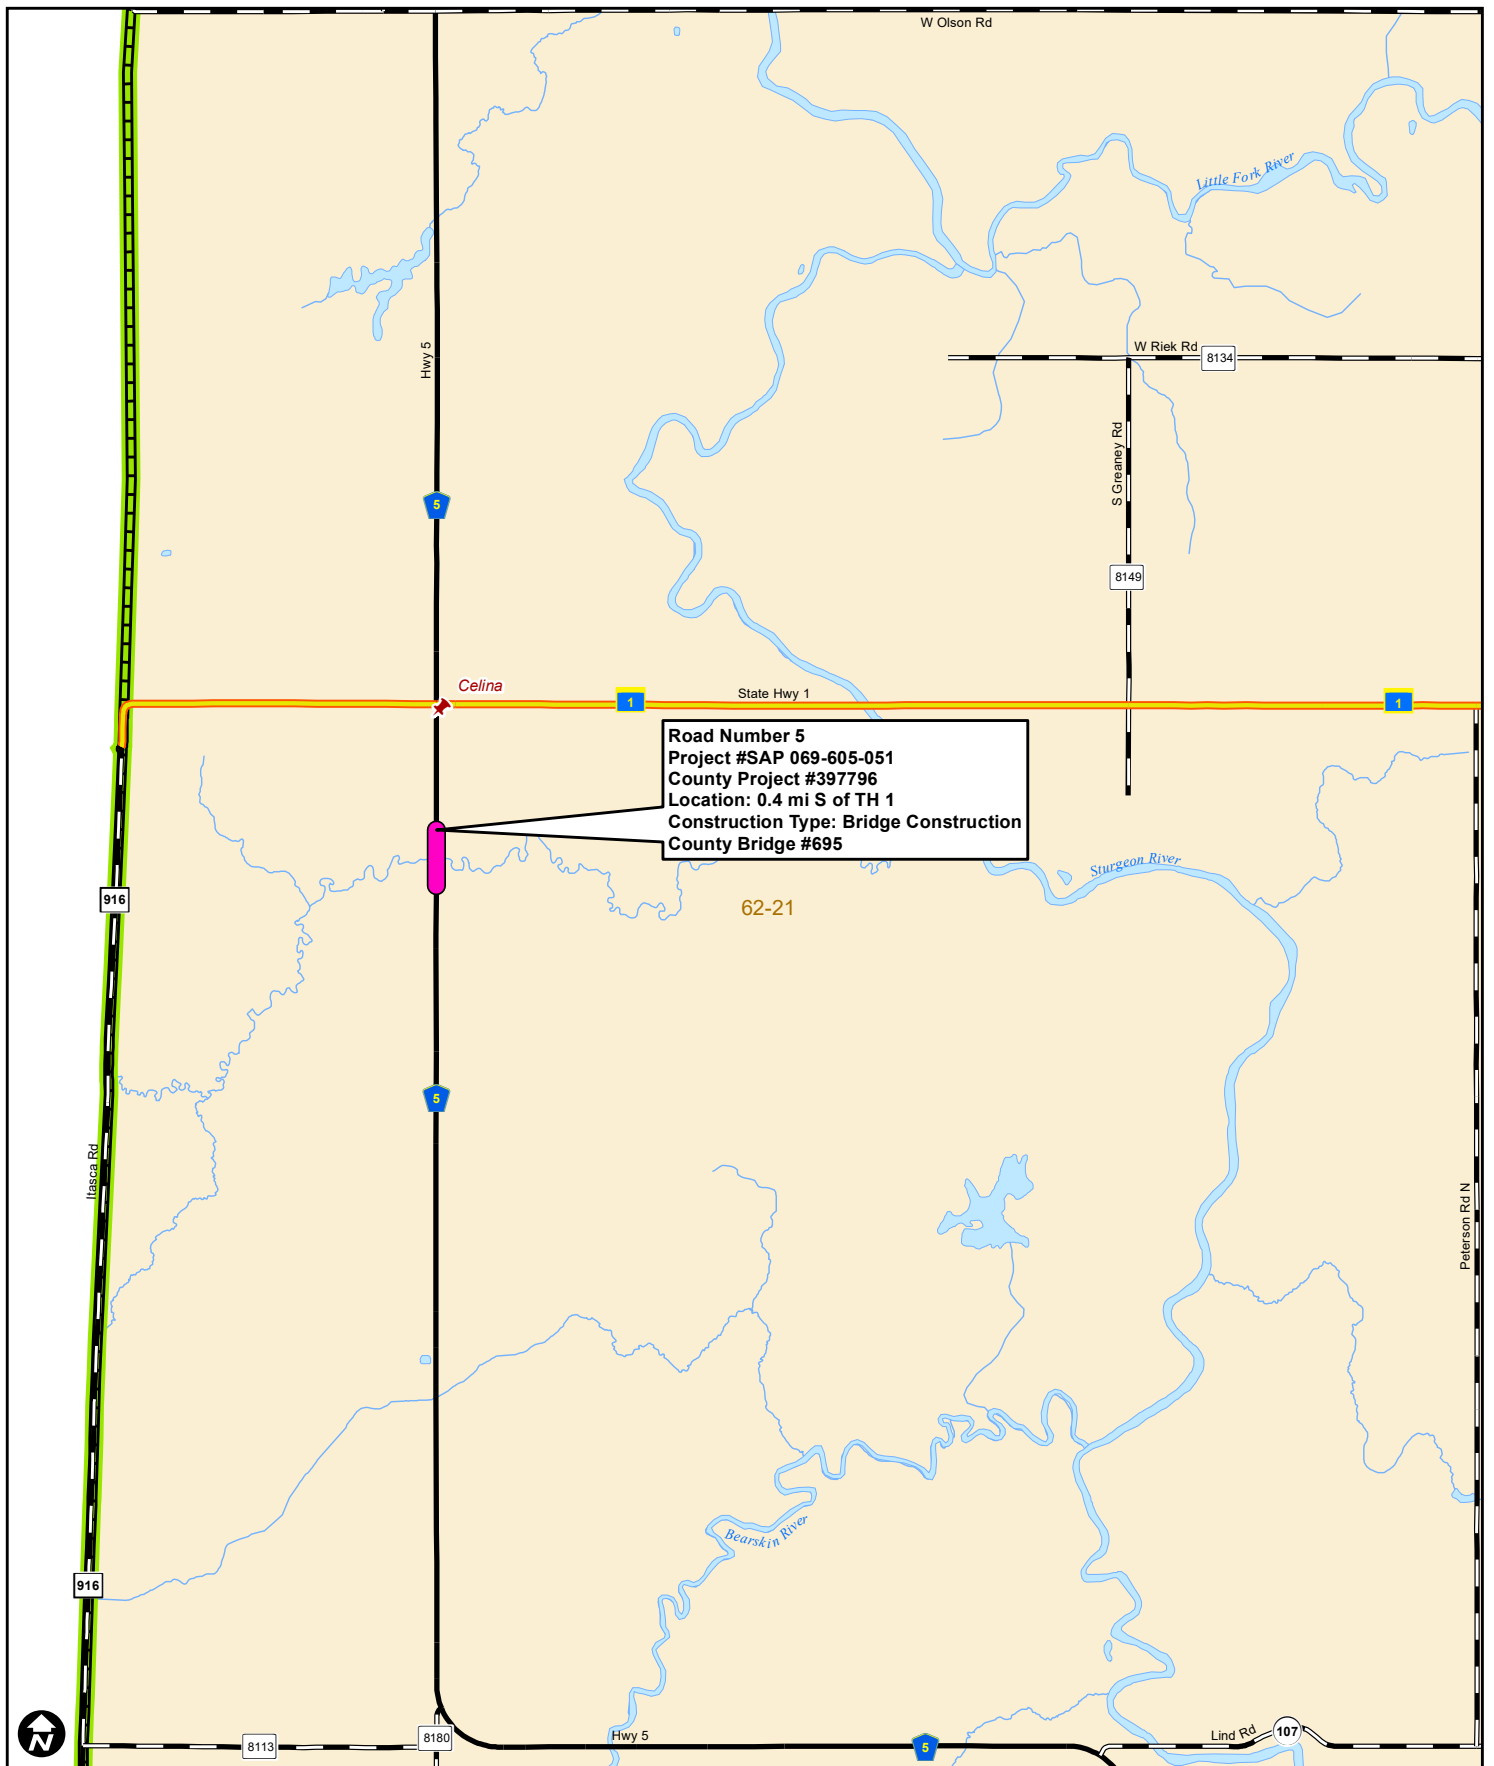 W Olson Rd
Little Fork River
Hwy 5
W Riek Rd
8134
S Greaney Rd
5
8149
Celina
State Hwy 1
1
1
Road Number 5
Project #SAP 069-605-051
County Project #397796
Location: 0.4 mi S of TH 1
Construction Type: Bridge Construction
County Bridge #695
Sturgeon River
916
62-21
5
Itasca Rd
Peterson Rd N
Bearskin River
916
N
8113
8180
Hwy 5
5
Lind Rd
107